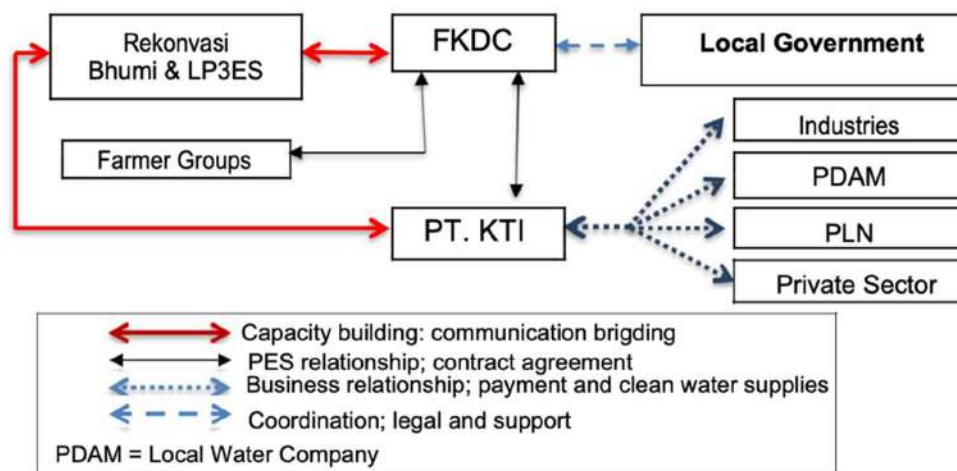 Rekonvasi
Bhumi & LP3ES
FKDC
Local Government
Farmer Groups
Industries
PDAM
PT. KTI
PLN
Private Sector
Capacity building: communication brigding
PES relationship; contract agreement
Business relationship; payment and clean water supplies
Coordination; legal and support
PDAM = Local Water Company